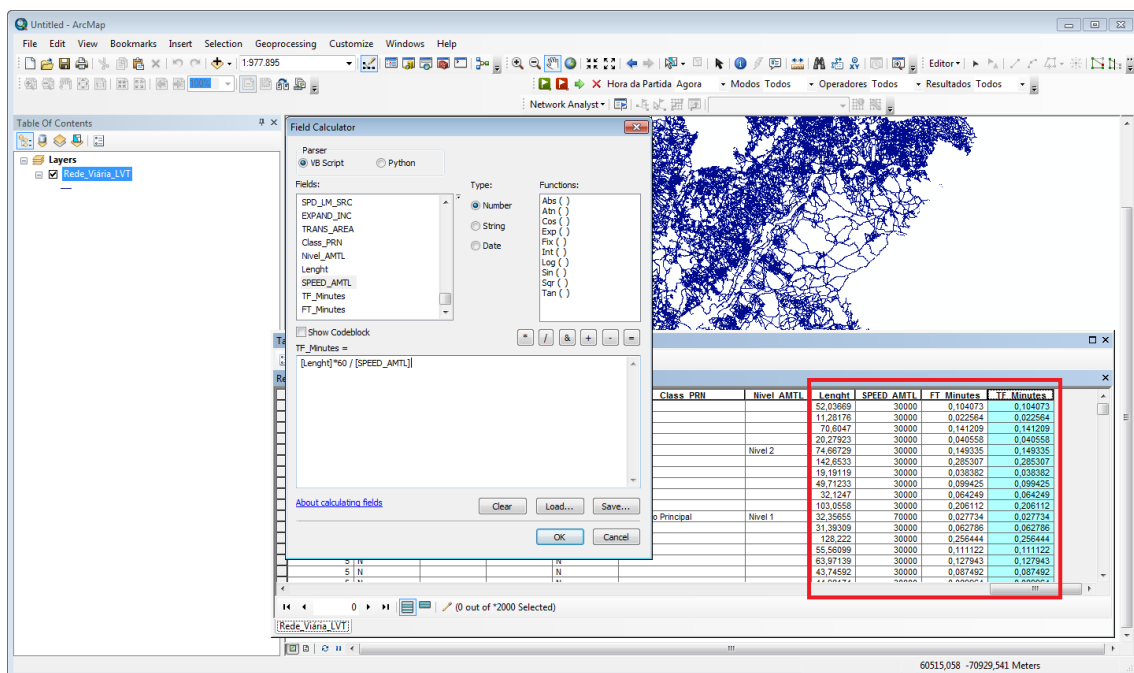 Untitled - ArcMap
File Edit View Bookmarks Insert Selection Geoprocessing Customize Windows Help
1:977.895
Editor
100%
Hora da Partida Agora Modos Todos Operadores Todos Resultados Todos
Network Analyst
Table Of Contents
Layers
Rede_Viária_LVT
Field Calculator
Parser
VB Script Python
Fields: Type: Functions:
SPD_LM_SRC
EXPAND_INC
TRANS_AREA
Class_PRN
Nivel_AMTL
Lenght
SPEED_AMTL
TF_Minutes
FT_Minutes
Number
String
Date
Abs ( )
Atn ( )
Cos ( )
Exp ( )
Fix ( )
Int ( )
Log ( )
Sin ( )
Sqr ( )
Tan ( )
Show Codeblock
* / & + - =
TF_Minutes =
[Lenght]*60 / [SPEED_AMTL]
About calculating fields Clear Load... Save...
OK Cancel
Class_PRN Nivel_AMTL Lenght SPEED_AMTL FT_Minutes TF_Minutes
52,03669 30000 0,104073 0,104073
11,28176 30000 0,022564 0,022564
70,6047 30000 0,141209 0,141209
20,27923 30000 0,040558 0,040558
Nivel 2 74,66729 30000 0,149335 0,149335
142,6533 30000 0,285307 0,285307
19,19119 30000 0,038382 0,038382
49,71233 30000 0,099425 0,099425
32,1247 30000 0,064249 0,064249
103,0558 30000 0,206112 0,206112
o Principal Nivel 1 32,35655 70000 0,027734 0,027734
31,39309 30000 0,062786 0,062786
128,222 30000 0,256444 0,256444
55,56099 30000 0,111122 0,111122
5 N N 63,97139 30000 0,127943 0,127943
5 N N 43,74592 30000 0,087492 0,087492
0 (0 out of *2000 Selected)
Rede_Viária_LVT
60515,058 -70929,541 Meters